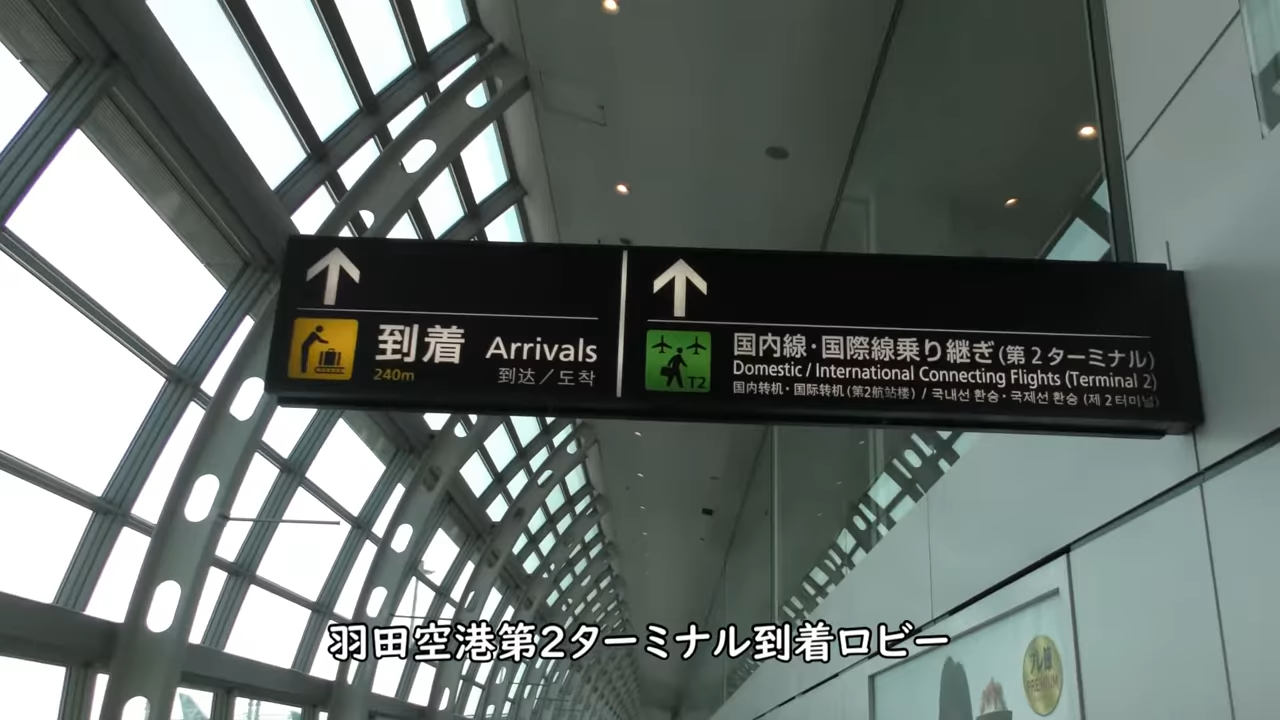 到着 Arrivals
240m 到达／도착
国内線・国際線乗り継ぎ(第2ターミナル)
Domestic / International Connecting Flights (Terminal 2)
国内转机・国际转机(第2航站楼) / 국내선 환승・국제선 환승 (제2터미널)
T2
羽田空港第2ターミナル到着ロビー
PREMIUM